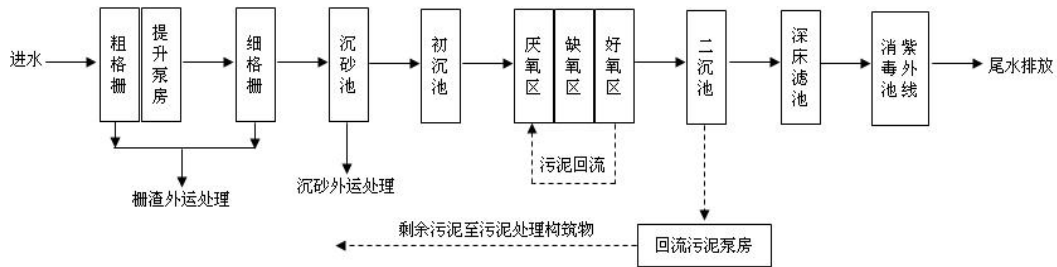 进水
粗格栅
提升泵房
细格栅
沉砂池
初沉池
厌氧区
缺氧区
好氧区
二沉池
深床滤池
紫外线
消毒池
尾水排放
污泥回流
栅渣外运处理
沉砂外运处理
剩余污泥至污泥处理构筑物
回流污泥泵房